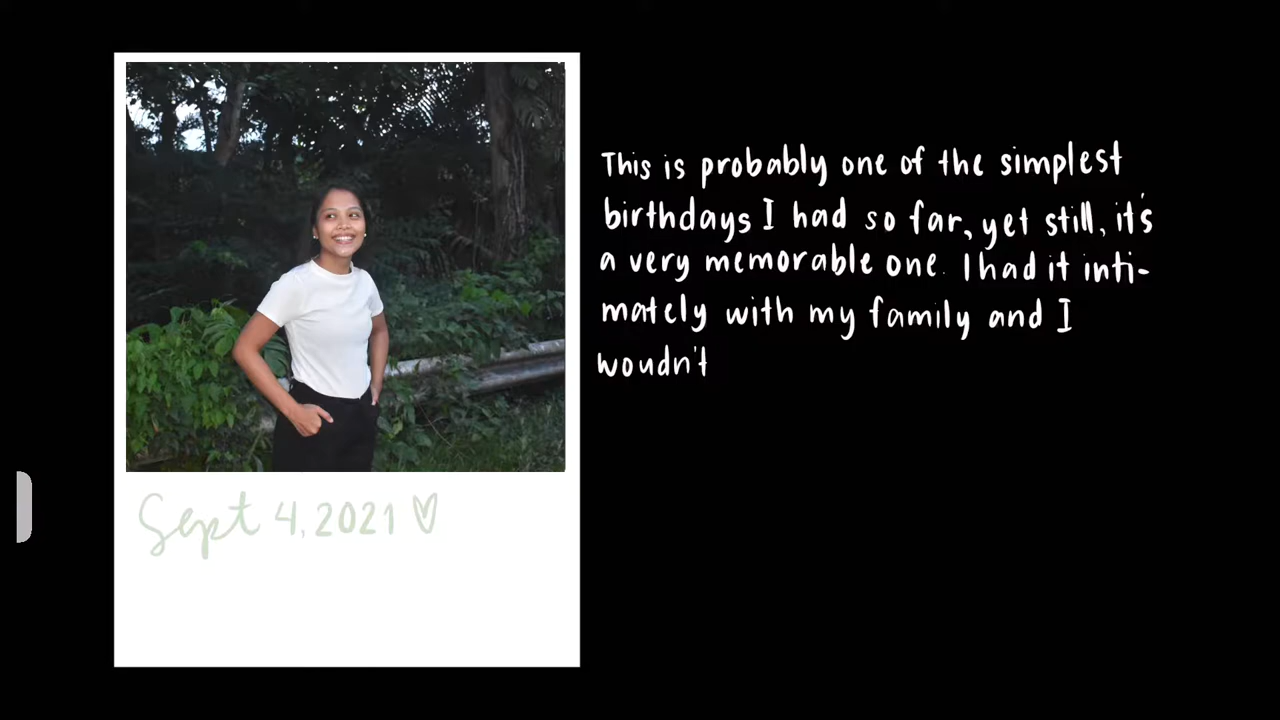 This is probably one of the simplest
birthdays I had so far, yet still, it's
a very memorable one. I had it inti-
mately with my family and I
woudn't
Sept 4, 2021 ♡